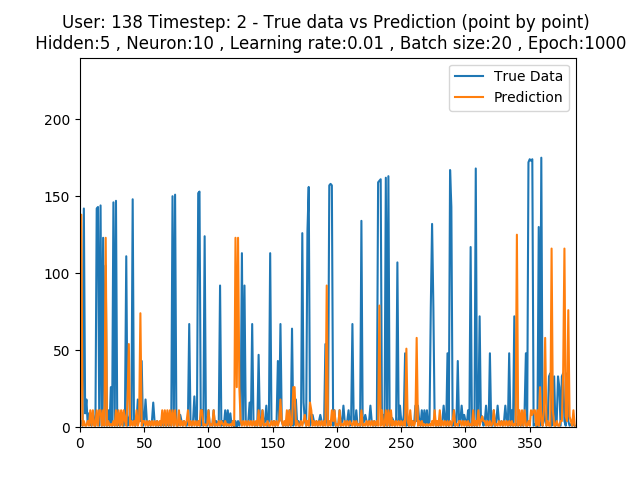 User: 138 Timestep: 2 - True data vs Prediction (point by point)
Hidden:5 , Neuron:10 , Learning rate:0.01 , Batch size:20 , Epoch:1000
True Data
Prediction
200
150
100
50
0
0 50 100 150 200 250 300 350